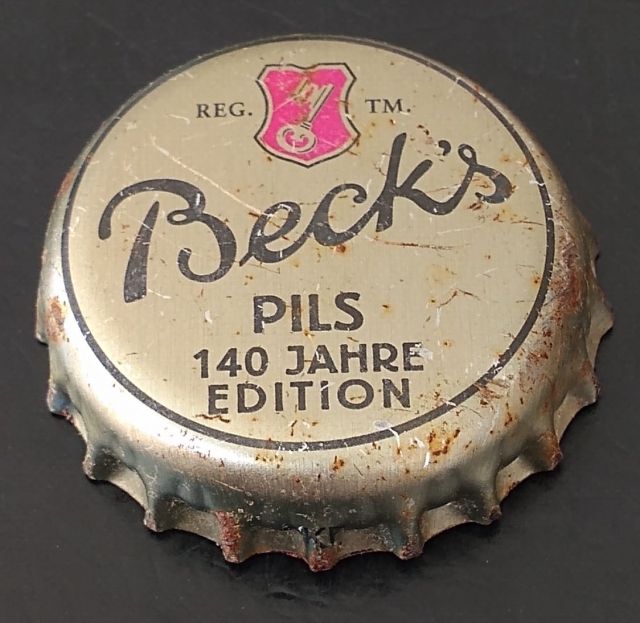 REG. TM.
Beck's
PILS
140 JAHRE
EDITION